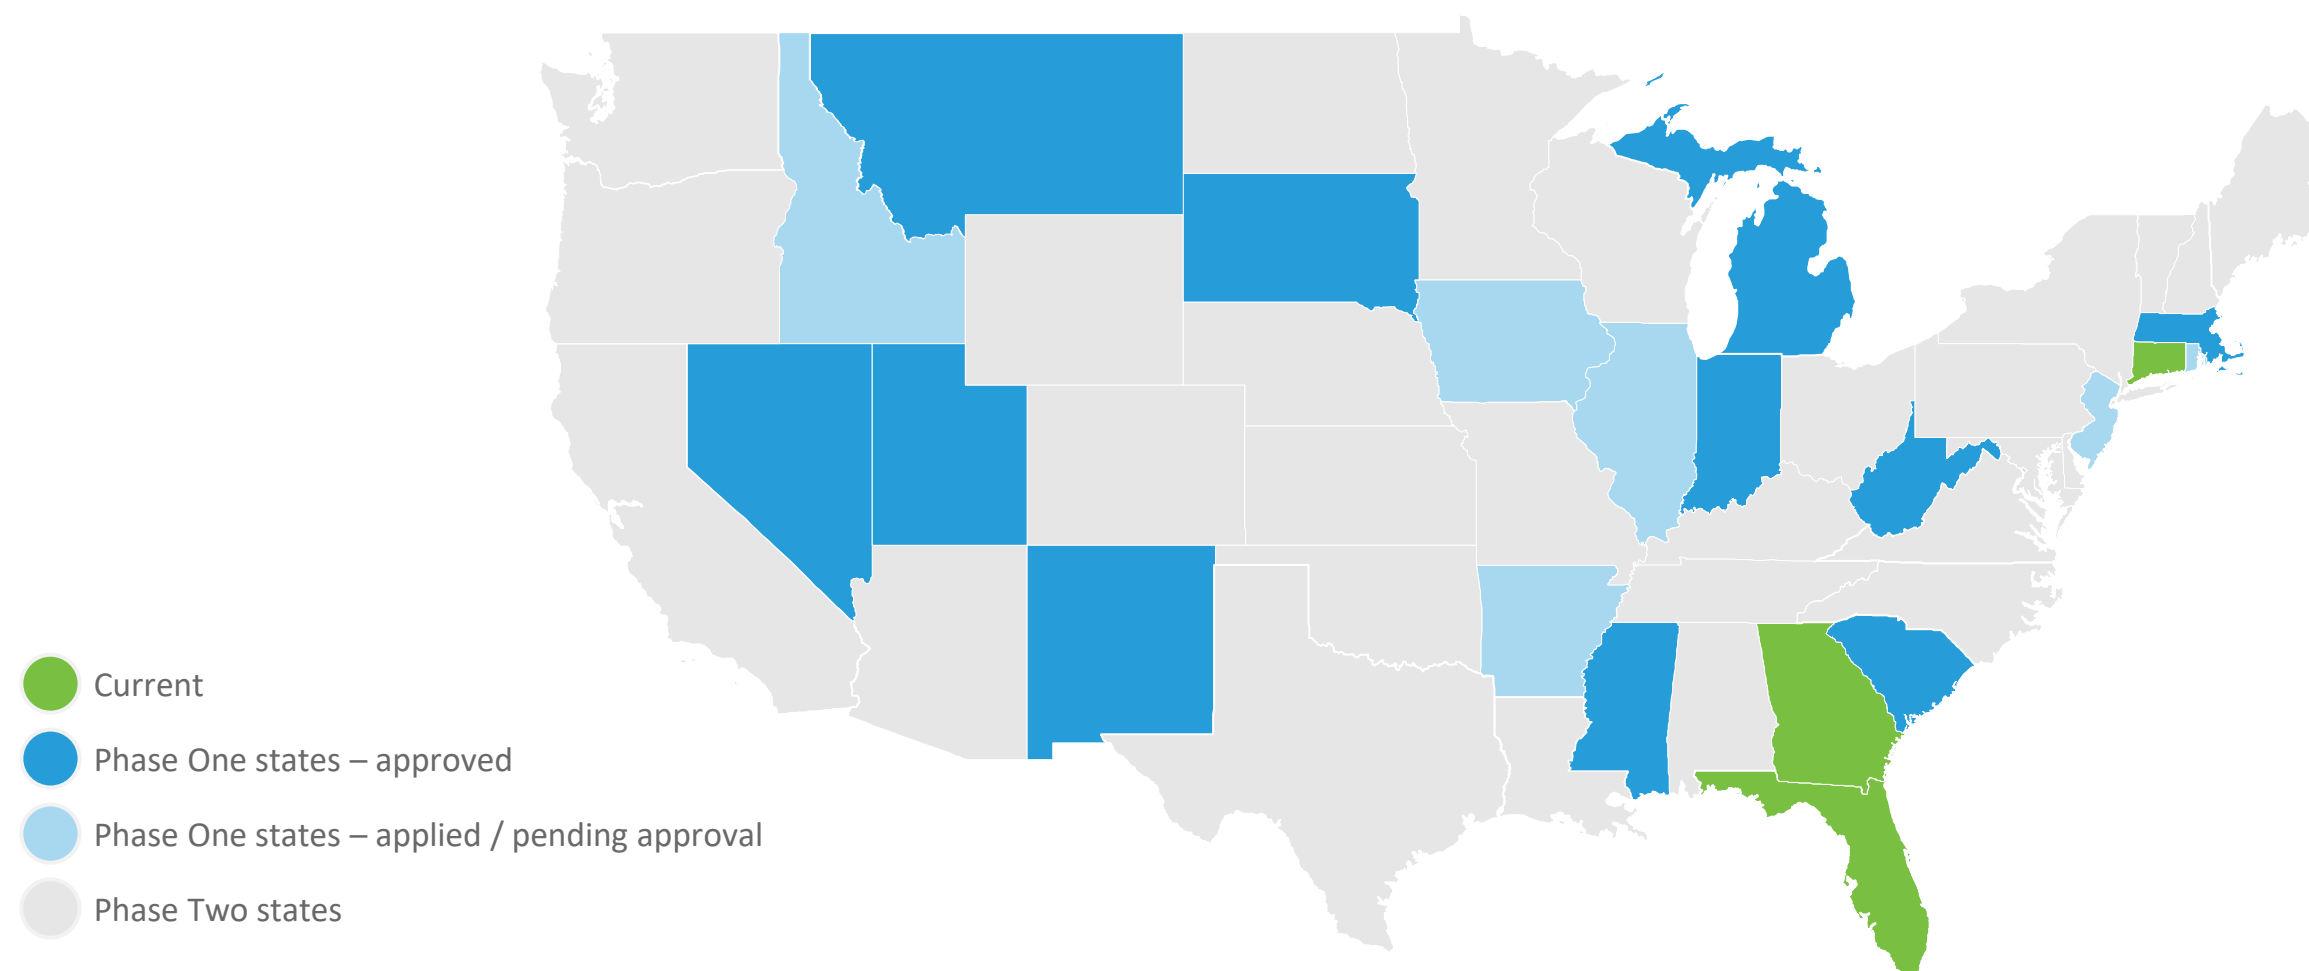 Current
Phase One states – approved
Phase One states – applied / pending approval
Phase Two states